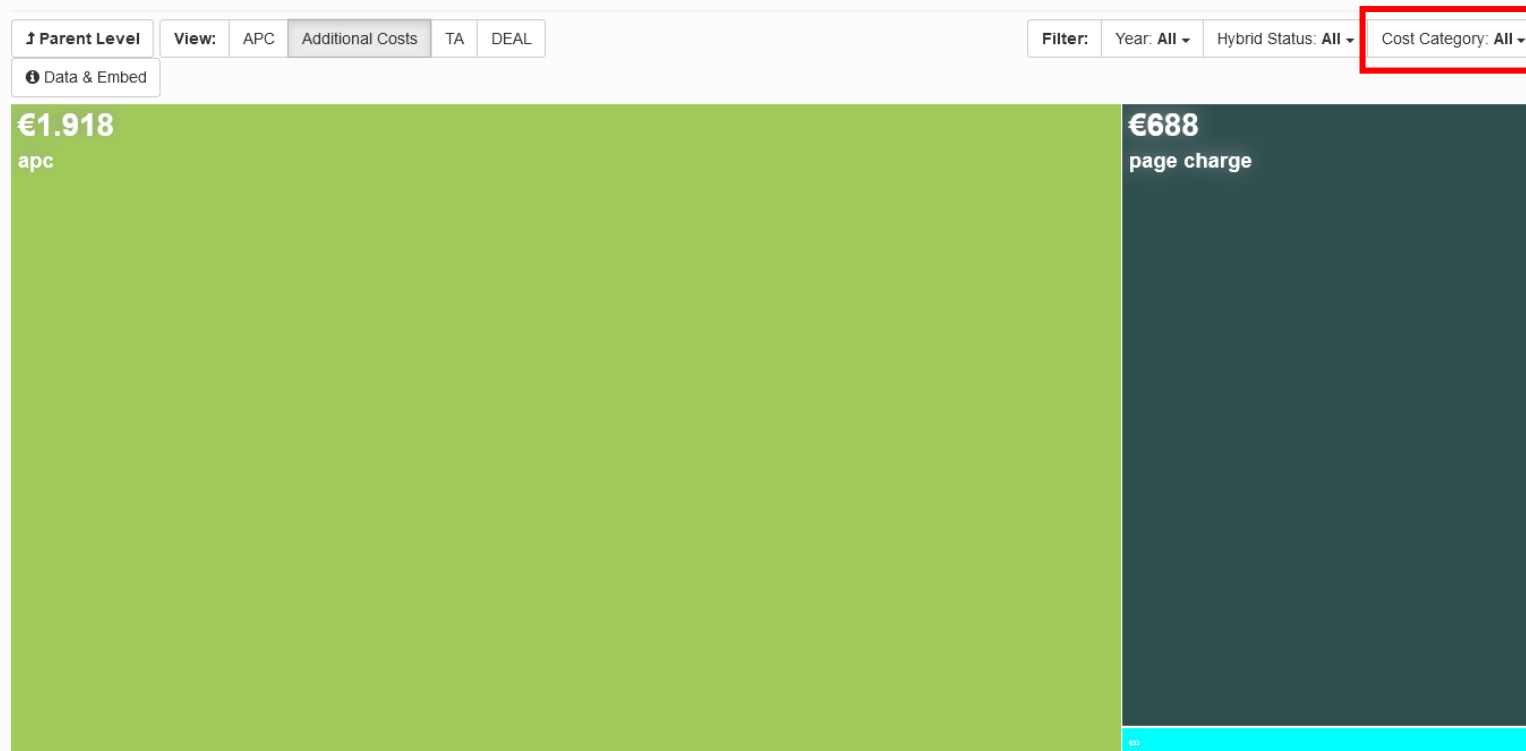 Parent Level View: APC Additional Costs TA DEAL Filter: Year: All Hybrid Status: All Cost Category: All
Data & Embed
€1.918
apc
€688
page charge